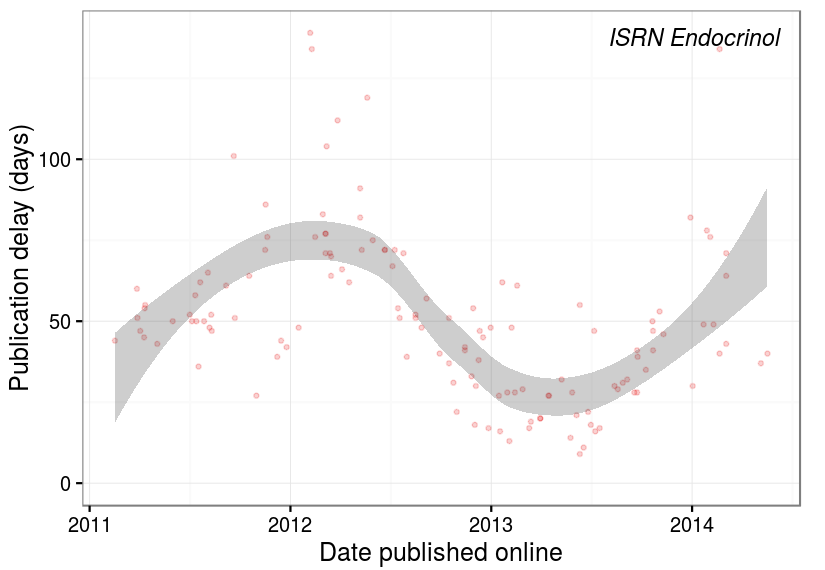 ISRN Endocrinol
Publication delay (days)
100
50
0
2011 2012 2013 2014
Date published online